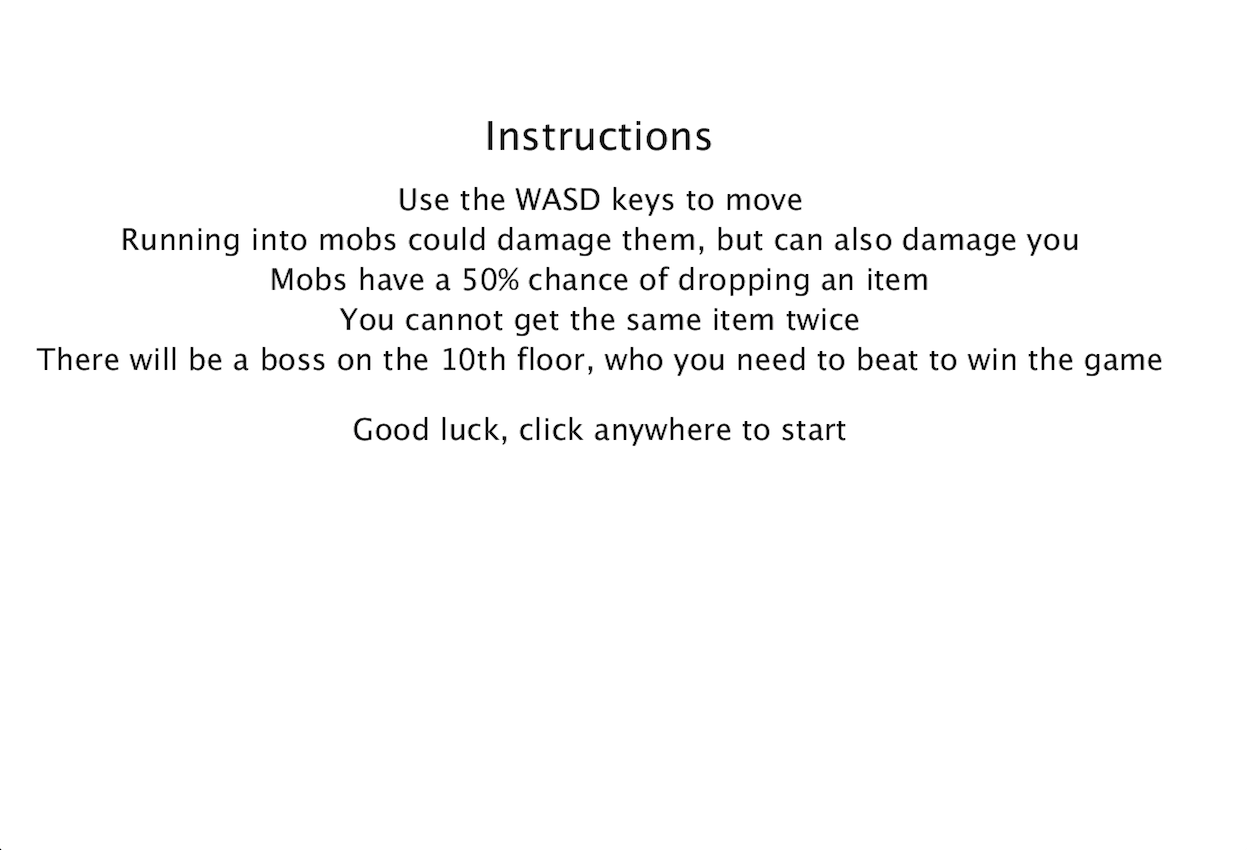 Instructions
Use the WASD keys to move
Running into mobs could damage them, but can also damage you
Mobs have a 50% chance of dropping an item
You cannot get the same item twice
There will be a boss on the 10th floor, who you need to beat to win the game
Good luck, click anywhere to start